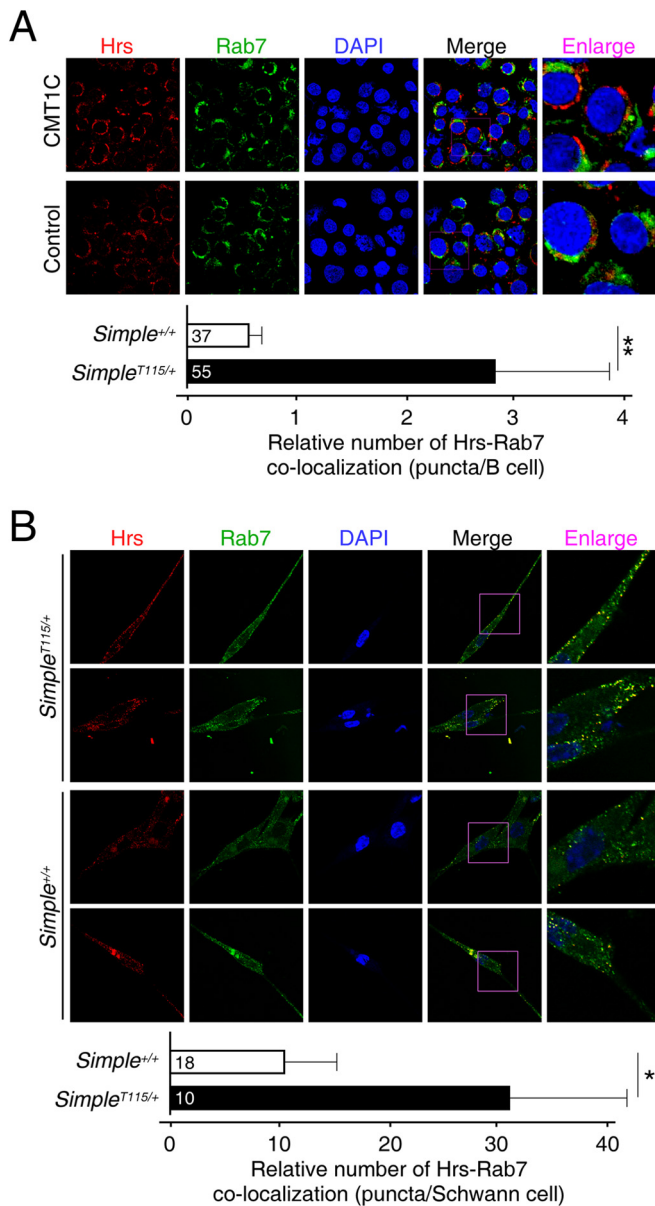 A
Hrs Rab7 DAPI Merge Enlarge
CMT1C
Control
Simple+/+
37
**
SimpleT115/+
55
0 1 2 3 4
Relative number of Hrs-Rab7
co-localization (puncta/B cell)
B
Hrs Rab7 DAPI Merge Enlarge
SimpleT115/+
Simple+/+
Simple+/+
18
*
SimpleT115/+
10
0 10 20 30 40
Relative number of Hrs-Rab7
co-localization (puncta/Schwann cell)